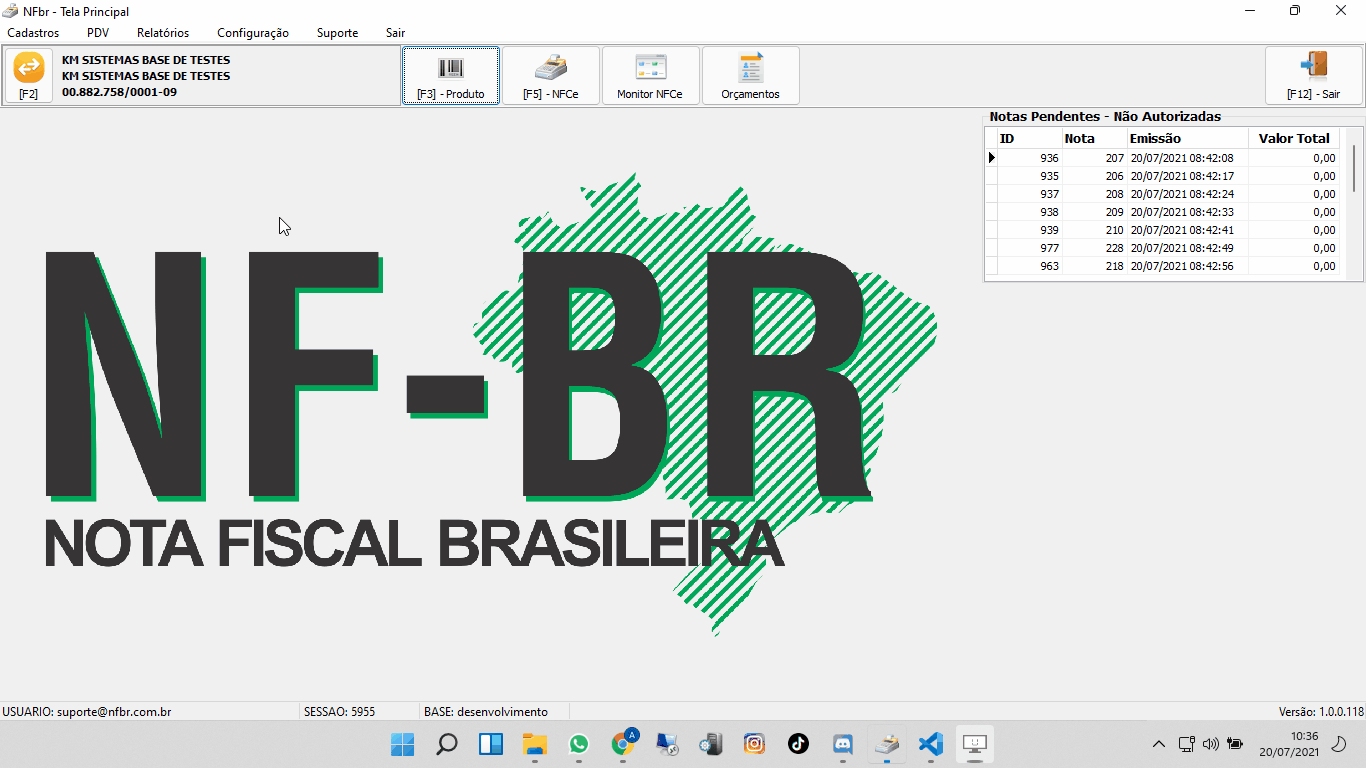 NFbr - Tela Principal
Cadastros PDV Relatórios Configuração Suporte Sair
[F2]
KM SISTEMAS BASE DE TESTES
KM SISTEMAS BASE DE TESTES
00.882.758/0001-09
[F3] - Produto
[F5] - NFCe
Monitor NFCe
Orçamentos
[F12] - Sair
Notas Pendentes - Não Autorizadas
ID Nota Emissão Valor Total
936 207 20/07/2021 08:42:08 0,00
935 206 20/07/2021 08:42:17 0,00
937 208 20/07/2021 08:42:24 0,00
938 209 20/07/2021 08:42:33 0,00
939 210 20/07/2021 08:42:41 0,00
977 228 20/07/2021 08:42:49 0,00
963 218 20/07/2021 08:42:56 0,00
NF-BR
NOTA FISCAL BRASILEIRA
USUARIO: suporte@nfbr.com.br SESSAO: 5955 BASE: desenvolvimento Versão: 1.0.0.118
A
10:36
20/07/2021